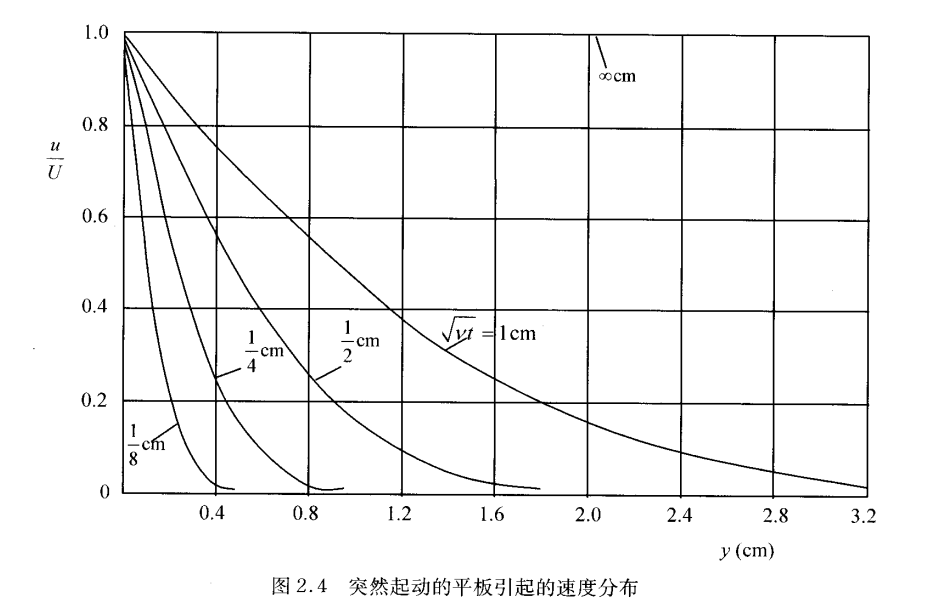 1.0
∞cm
0.8
u/U
0.6
0.4
1/4 cm
1/2 cm
√νt = 1cm
0.2
1/8 cm
0
0.4 0.8 1.2 1.6 2.0 2.4 2.8 3.2
y (cm)
图 2.4 突然起动的平板引起的速度分布